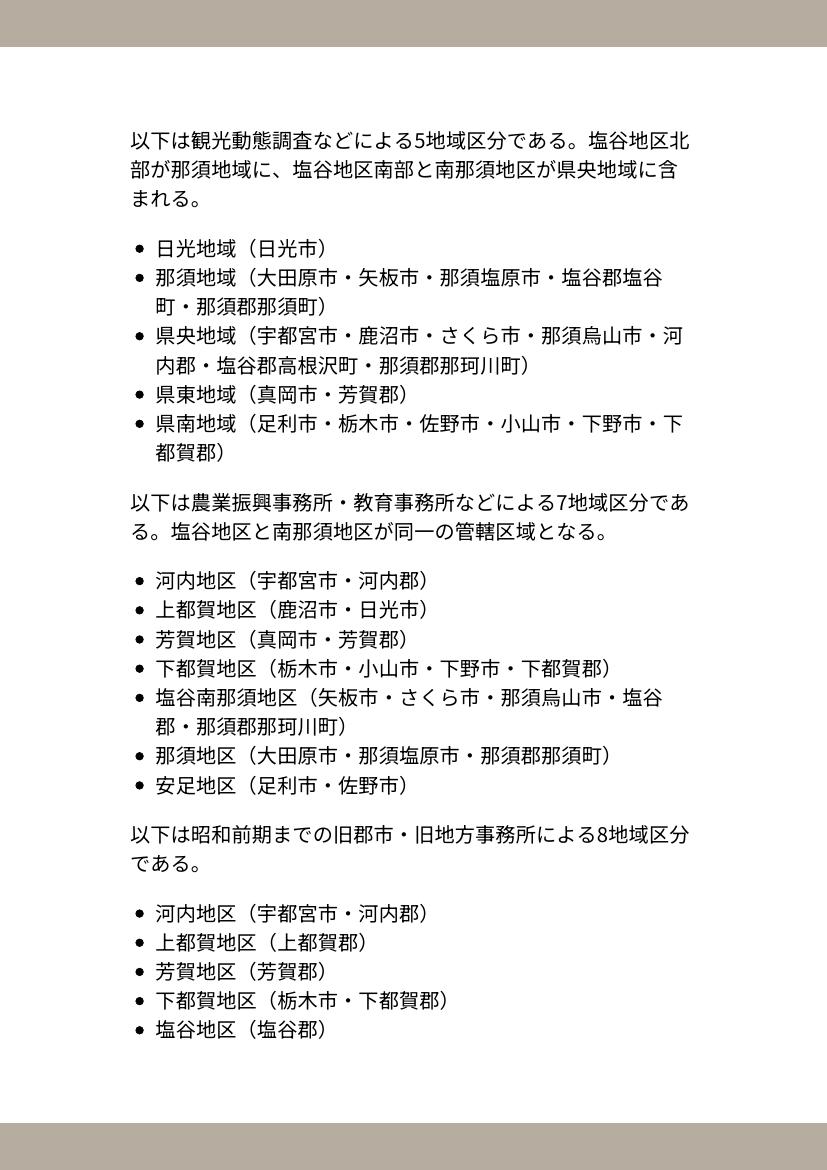 以下は観光動態調査などによる5地域区分である。塩谷地区北
部が那須地域に、塩谷地区南部と南那須地区が県央地域に含
まれる。
• 日光地域（日光市）
• 那須地域（大田原市・矢板市・那須塩原市・塩谷郡塩谷
町・那須郡那須町）
• 県央地域（宇都宮市・鹿沼市・さくら市・那須烏山市・河
内郡・塩谷郡高根沢町・那須郡那珂川町）
• 県東地域（真岡市・芳賀郡）
• 県南地域（足利市・栃木市・佐野市・小山市・下野市・下
都賀郡）
以下は農業振興事務所・教育事務所などによる7地域区分であ
る。塩谷地区と南那須地区が同一の管轄区域となる。
• 河内地区（宇都宮市・河内郡）
• 上都賀地区（鹿沼市・日光市）
• 芳賀地区（真岡市・芳賀郡）
• 下都賀地区（栃木市・小山市・下野市・下都賀郡）
• 塩谷南那須地区（矢板市・さくら市・那須烏山市・塩谷
郡・那須郡那珂川町）
• 那須地区（大田原市・那須塩原市・那須郡那須町）
• 安足地区（足利市・佐野市）
以下は昭和前期までの旧郡市・旧地方事務所による8地域区分
である。
• 河内地区（宇都宮市・河内郡）
• 上都賀地区（上都賀郡）
• 芳賀地区（芳賀郡）
• 下都賀地区（栃木市・下都賀郡）
• 塩谷地区（塩谷郡）